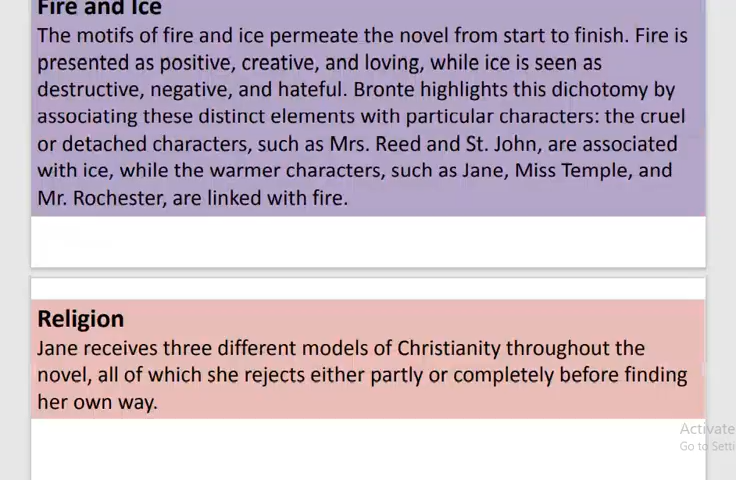 Fire and Ice
The motifs of fire and ice permeate the novel from start to finish. Fire is
presented as positive, creative, and loving, while ice is seen as
destructive, negative, and hateful. Bronte highlights this dichotomy by
associating these distinct elements with particular characters: the cruel
or detached characters, such as Mrs. Reed and St. John, are associated
with ice, while the warmer characters, such as Jane, Miss Temple, and
Mr. Rochester, are linked with fire.
Religion
Jane receives three different models of Christianity throughout the
novel, all of which she rejects either partly or completely before finding
her own way.
Activate
Go to Setti